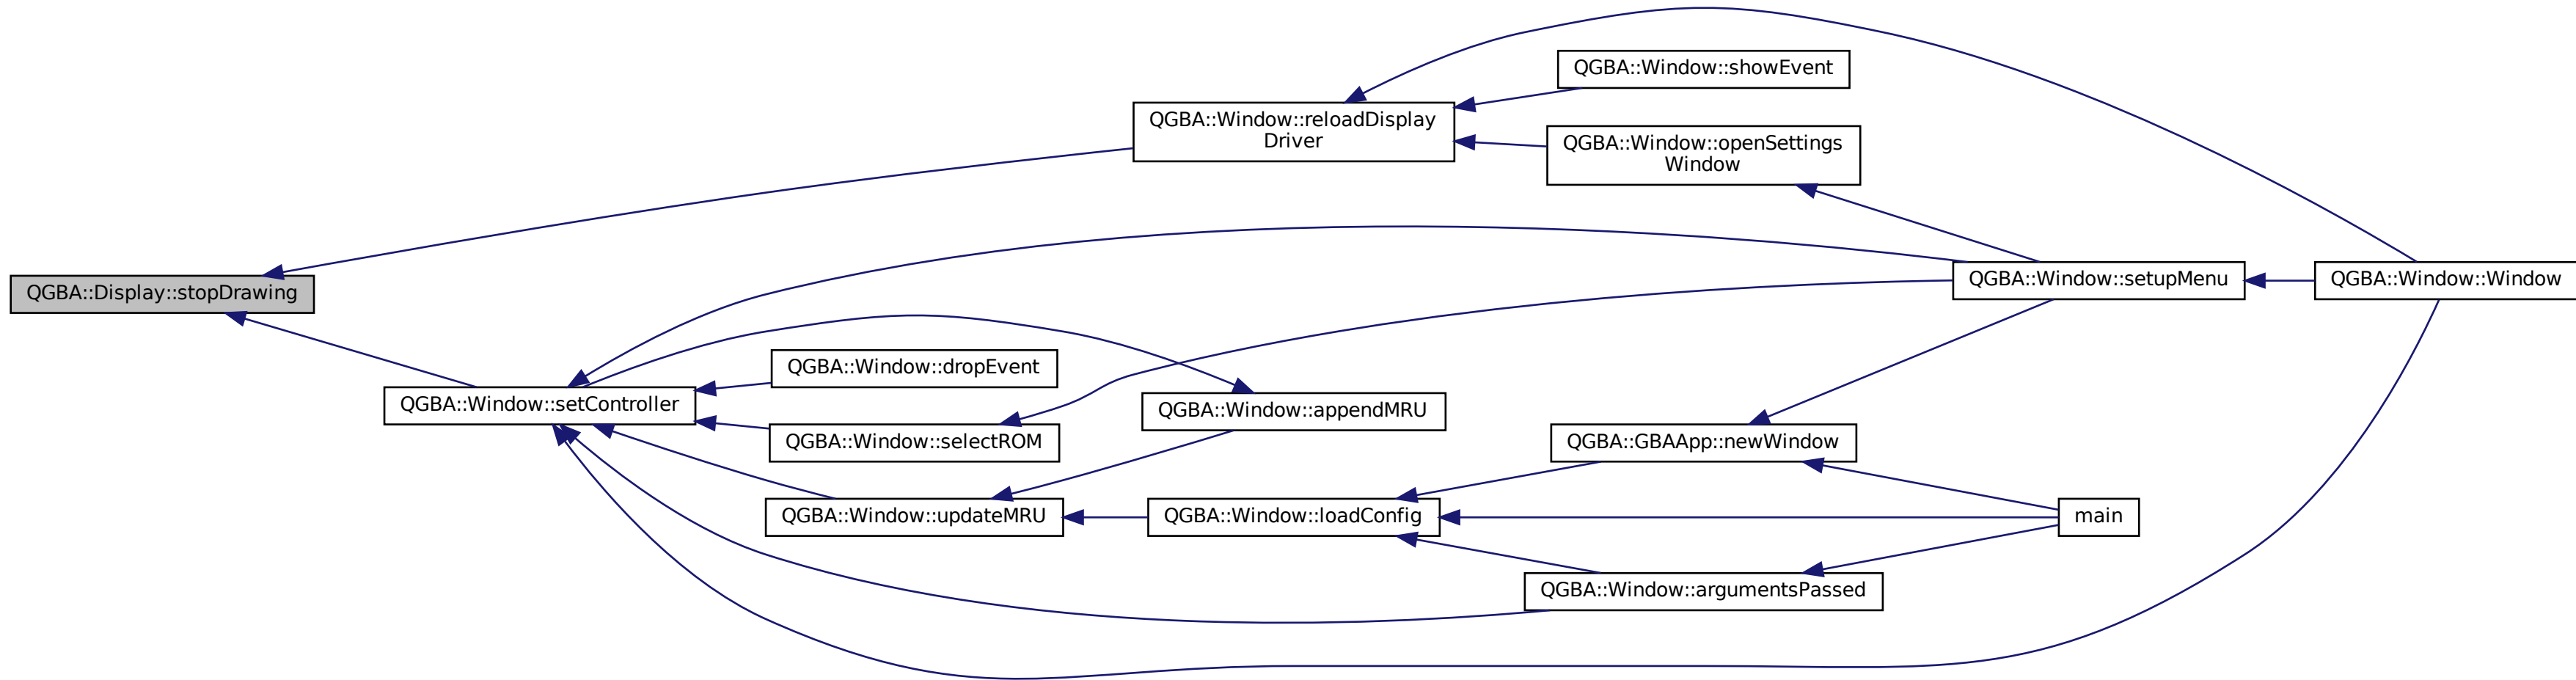 QGBA::Window::showEvent
QGBA::Window::reloadDisplay
Driver
QGBA::Window::openSettings
Window
QGBA::Display::stopDrawing
QGBA::Window::setupMenu
QGBA::Window::Window
QGBA::Window::dropEvent
QGBA::Window::setController
QGBA::Window::appendMRU
QGBA::Window::selectROM
QGBA::GBAApp::newWindow
QGBA::Window::updateMRU
QGBA::Window::loadConfig
main
QGBA::Window::argumentsPassed